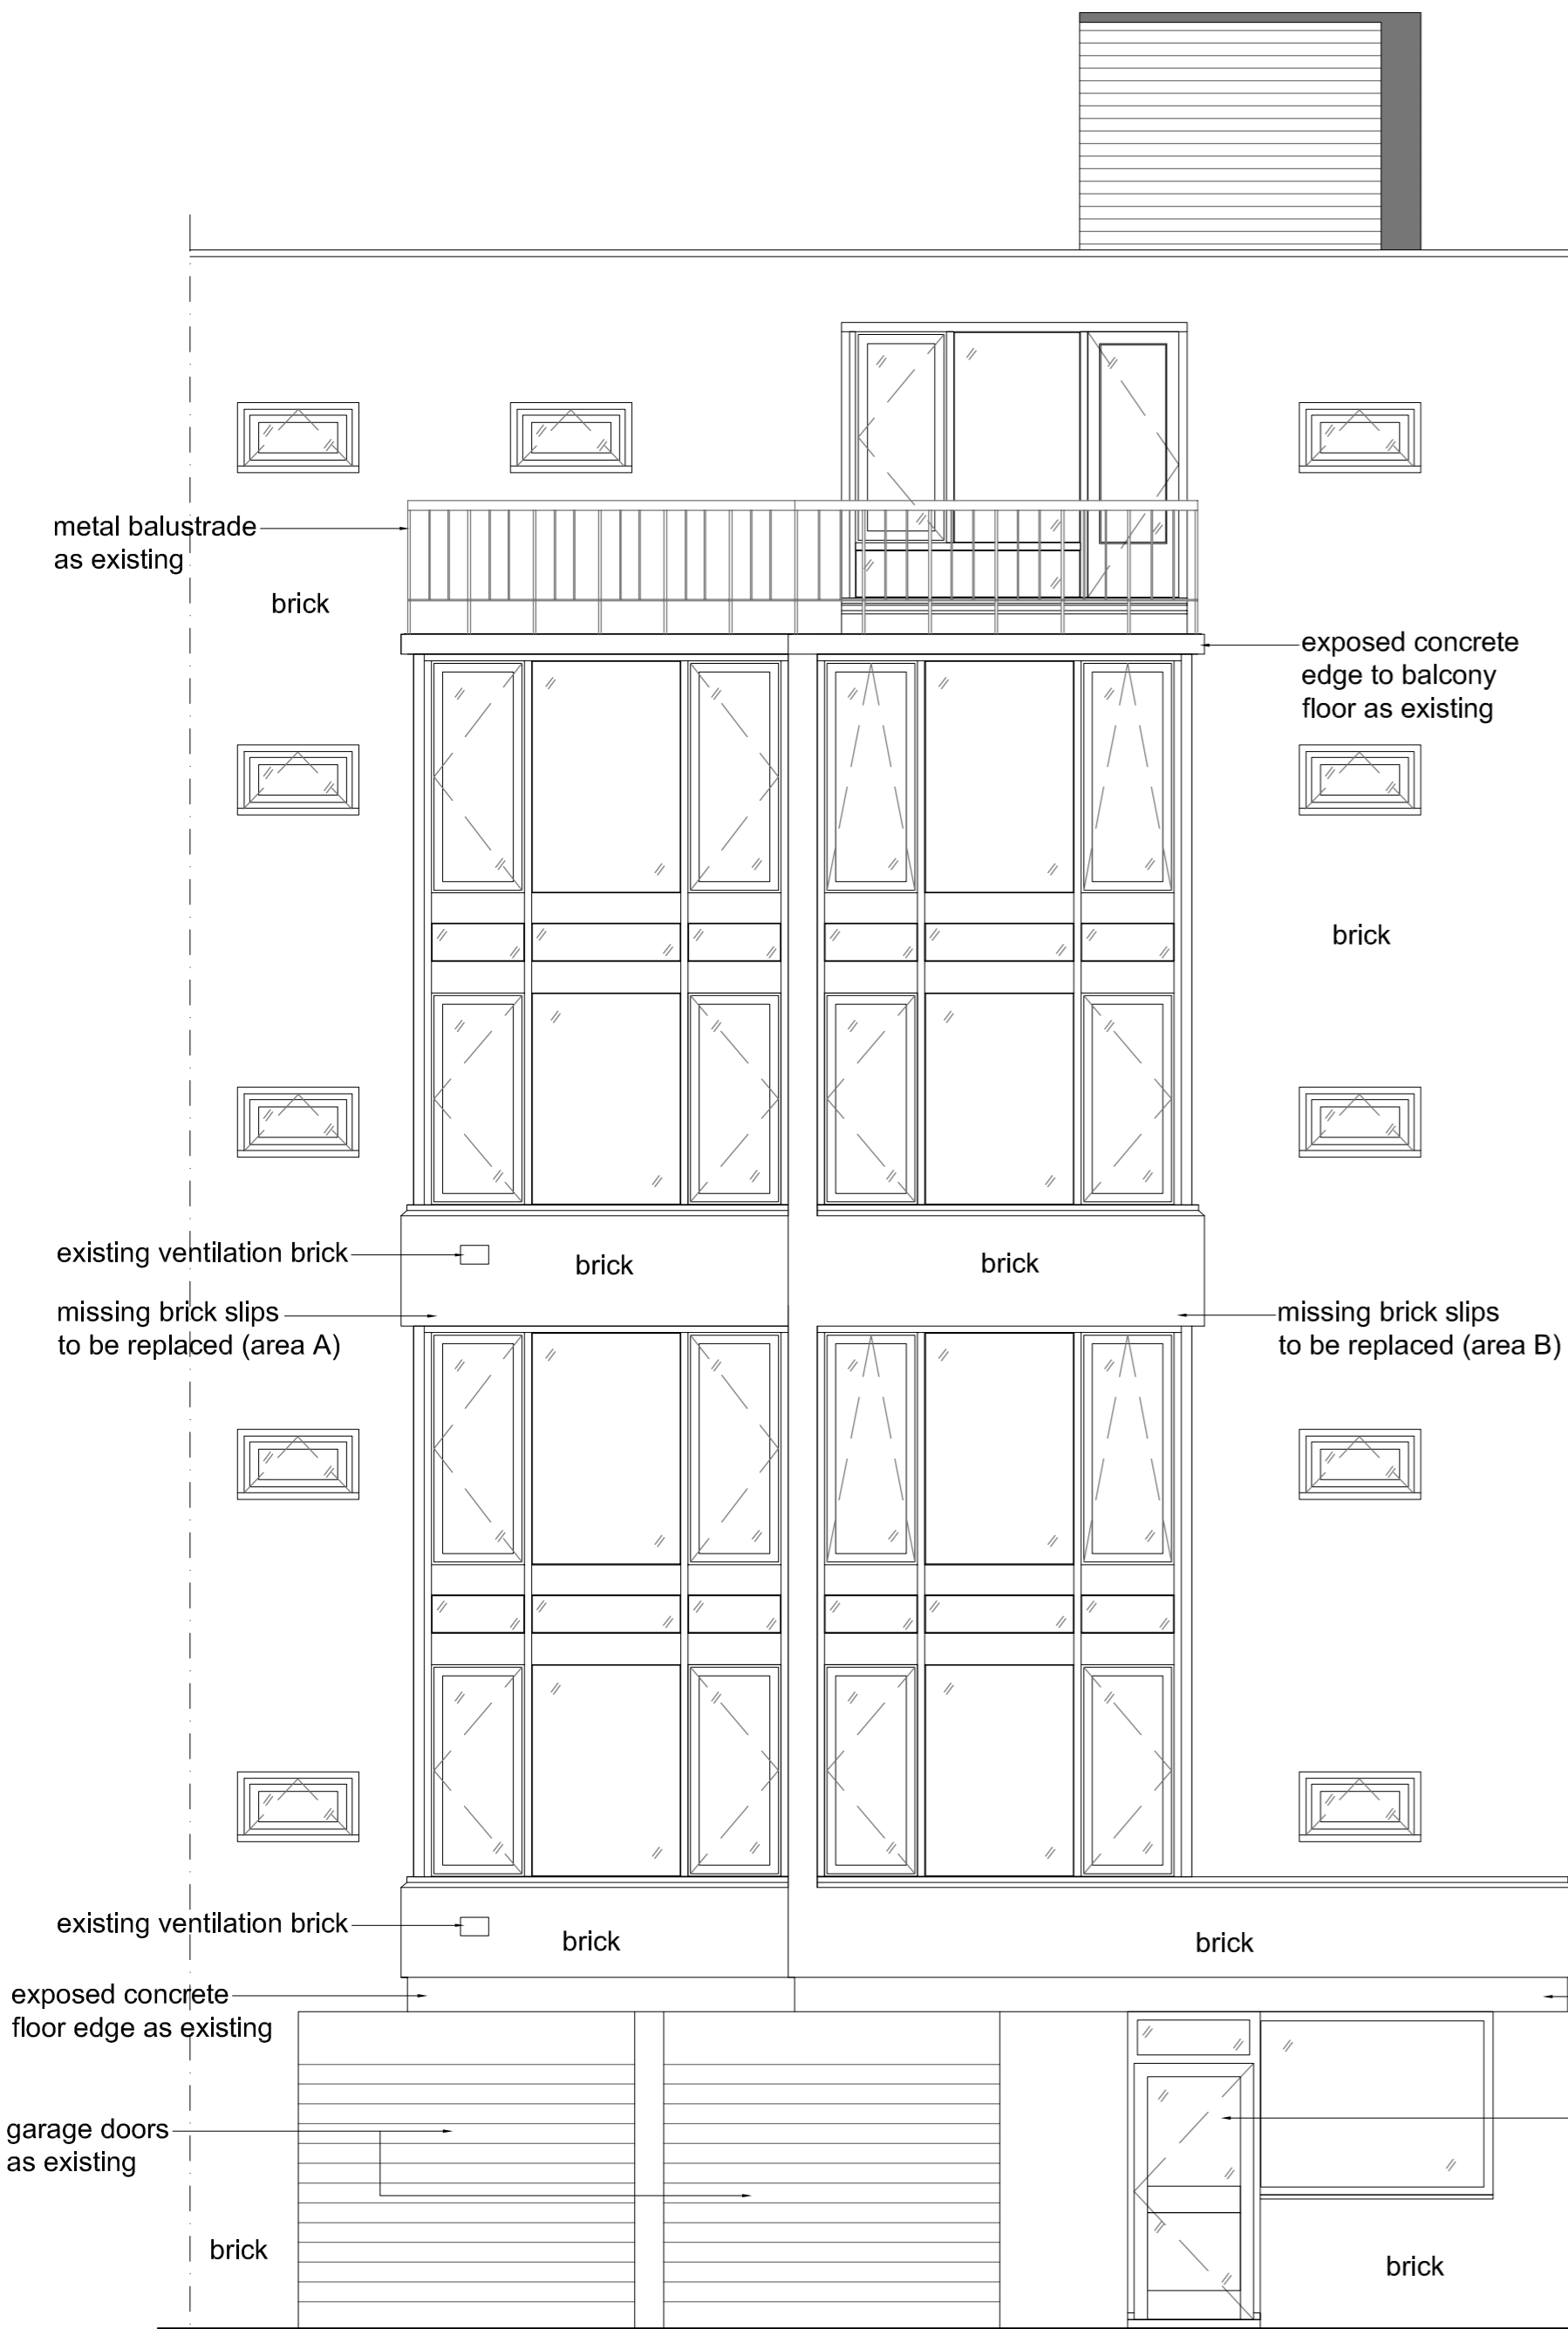 metal balustrade
as existing
brick
exposed concrete
edge to balcony
floor as existing
brick
existing ventilation brick
brick
brick
missing brick slips
to be replaced (area A)
missing brick slips
to be replaced (area B)
existing ventilation brick
brick
brick
exposed concrete
floor edge as existing
garage doors
as existing
brick
brick